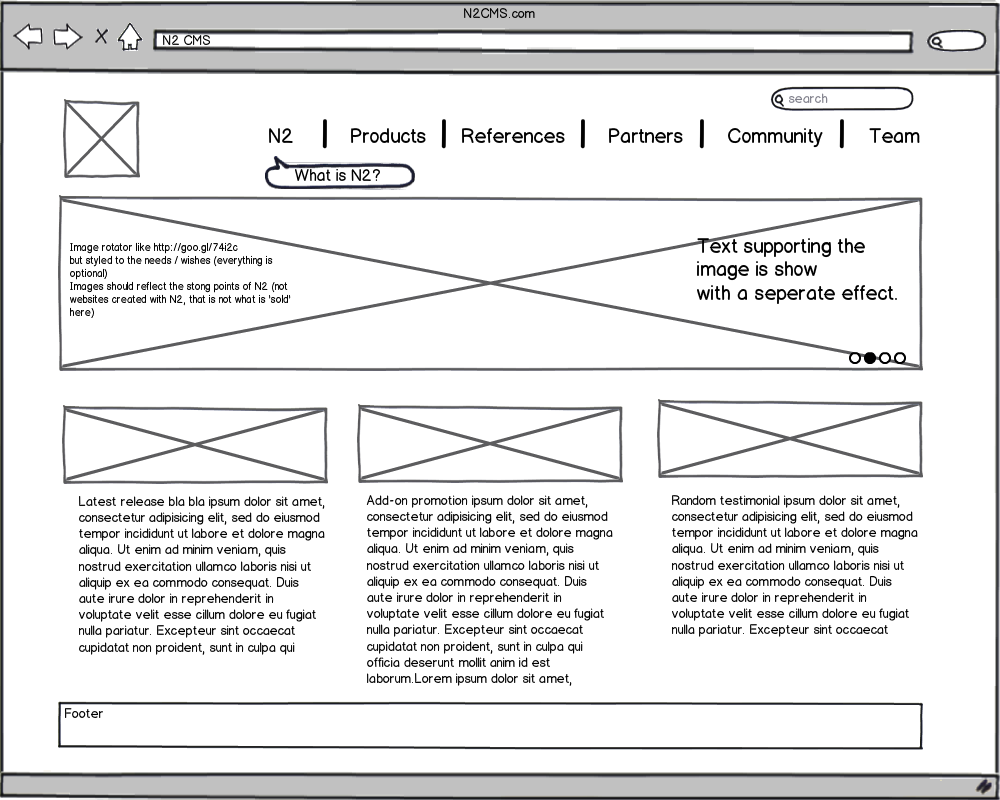 N2CMS.com
N2 CMS
search
N2
Products
References
Partners
Community
Team
What is N2?
Image rotator like http://goo.gl/74i2c
but styled to the needs / wishes (everything is
optional)
Images should reflect the stong points of N2 (not
websites created with N2, that is not what is 'sold'
here)
Text supporting the
image is show
with a seperate effect.
Latest release bla bla ipsum dolor sit amet,
consectetur adipisicing elit, sed do eiusmod
tempor incididunt ut labore et dolore magna
aliqua. Ut enim ad minim veniam, quis
nostrud exercitation ullamco laboris nisi ut
aliquip ex ea commodo consequat. Duis
aute irure dolor in reprehenderit in
voluptate velit esse cillum dolore eu fugiat
nulla pariatur. Excepteur sint occaecat
cupidatat non proident, sunt in culpa qui
Add-on promotion ipsum dolor sit amet,
consectetur adipisicing elit, sed do eiusmod
tempor incididunt ut labore et dolore magna
aliqua. Ut enim ad minim veniam, quis
nostrud exercitation ullamco laboris nisi ut
aliquip ex ea commodo consequat. Duis
aute irure dolor in reprehenderit in
voluptate velit esse cillum dolore eu fugiat
nulla pariatur. Excepteur sint occaecat
cupidatat non proident, sunt in culpa qui
officia deserunt mollit anim id est
laborum.Lorem ipsum dolor sit amet,
Random testimonial ipsum dolor sit amet,
consectetur adipisicing elit, sed do eiusmod
tempor incididunt ut labore et dolore magna
aliqua. Ut enim ad minim veniam, quis
nostrud exercitation ullamco laboris nisi ut
aliquip ex ea commodo consequat. Duis
aute irure dolor in reprehenderit in
voluptate velit esse cillum dolore eu fugiat
nulla pariatur. Excepteur sint occaecat
Footer